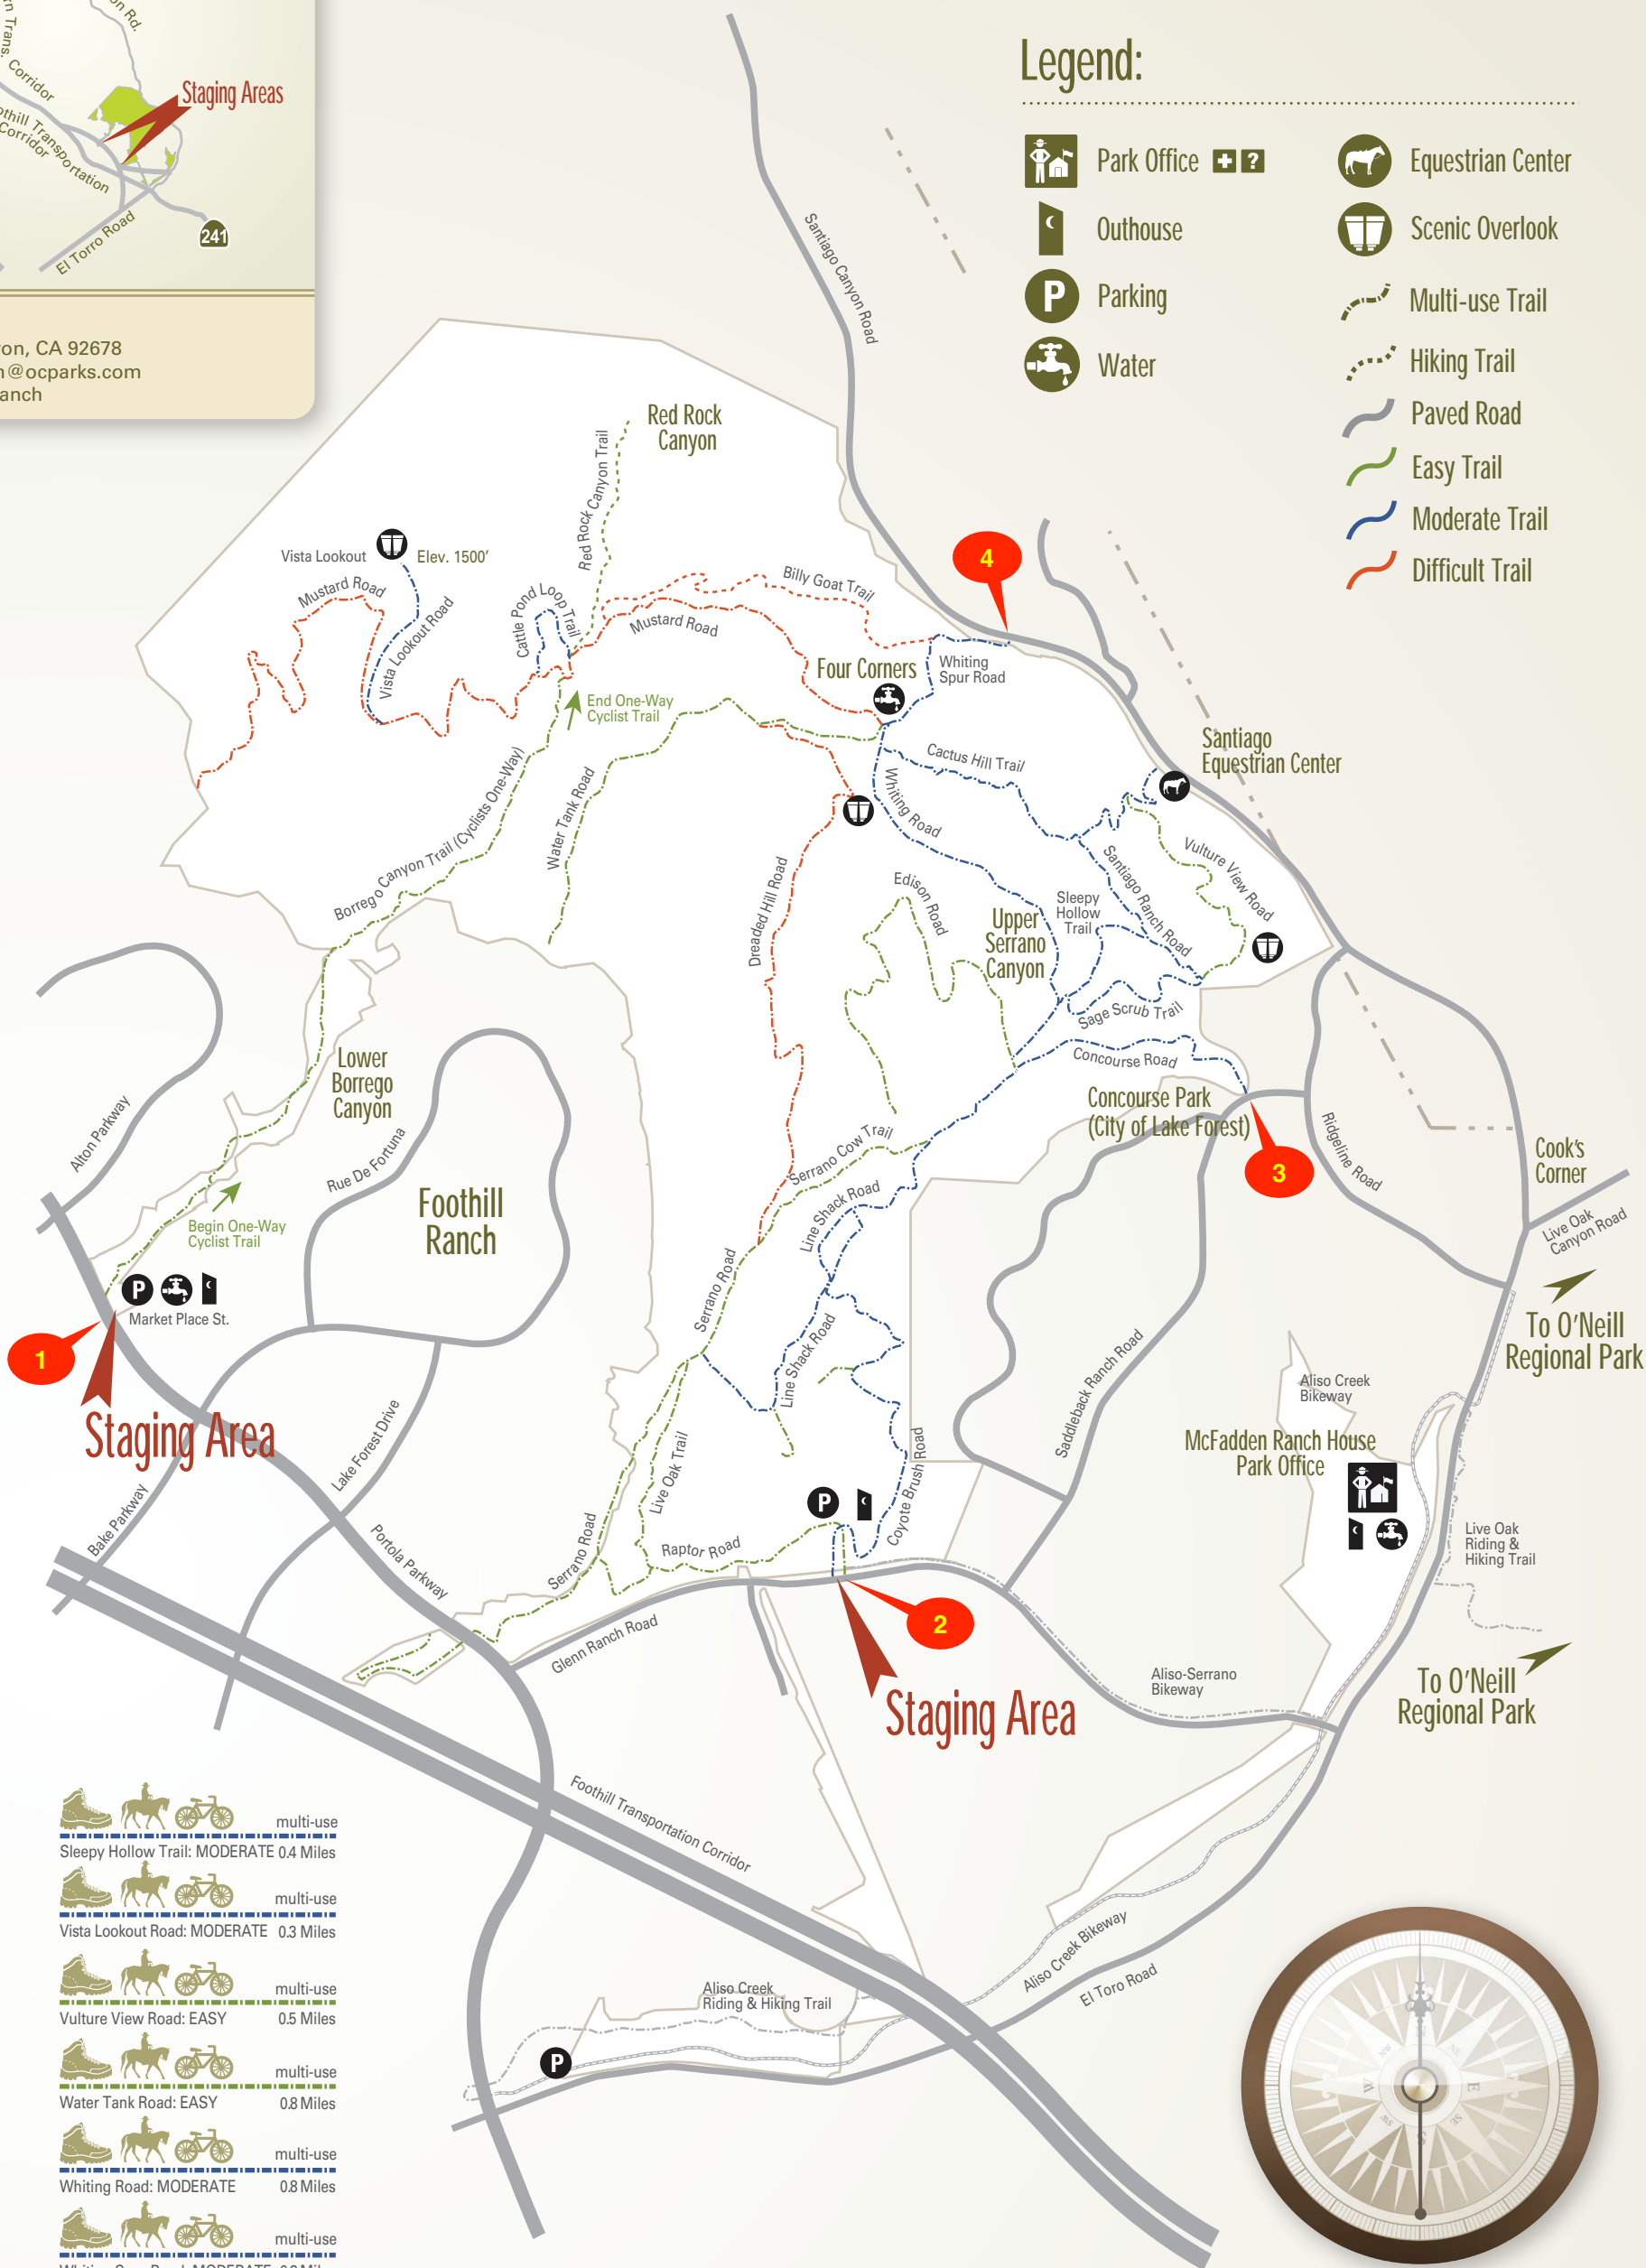 on Rd.
rn Trans. Corridor
othill Transportation
Corridor
Staging Areas
El Torro Road
241
on, CA 92678
n@ocparks.com
anch
Legend:
Park Office + ?
Outhouse
P Parking
Water
Equestrian Center
Scenic Overlook
Multi-use Trail
Hiking Trail
Paved Road
Easy Trail
Moderate Trail
Difficult Trail
Santiago Canyon Road
Red Rock
Canyon
Red Rock Canyon Trail
Vista Lookout
Elev. 1500'
Mustard Road
Vista Lookout Road
Cattle Pond Loop Trail
Billy Goat Trail
Mustard Road
4
Four Corners
Whiting
Spur Road
End One-Way
Cyclist Trail
Cactus Hill Trail
Santiago
Equestrian Center
Whiting Road
Water Tank Road
Borrego Canyon Trail (Cyclists One-Way)
Vulture View Road
Santiago Ranch Road
Dreaded Hill Road
Edison Road
Sleepy
Hollow
Trail
Upper
Serrano
Canyon
Sage Scrub Trail
Concourse Road
Lower
Borrego
Canyon
Concourse Park
(City of Lake Forest)
Alton Parkway
Rue De Fortuna
Serrano Cow Trail
Ridgeline Road
Cook's
Corner
3
Foothill
Ranch
Line Shack Road
Live Oak
Canyon Road
Begin One-Way
Cyclist Trail
P
Market Place St.
1
Serrano Road
Line Shack Road
To O'Neill
Regional Park
Saddleback Ranch Road
Aliso Creek
Bikeway
Staging Area
Lake Forest Drive
McFadden Ranch House
Park Office
Live Oak Trail
Coyote Brush Road
Bake Parkway
P
Portola Parkway
Serrano Road
Raptor Road
Live Oak
Riding &
Hiking Trail
2
Glenn Ranch Road
Aliso-Serrano
Bikeway
To O'Neill
Regional Park
Staging Area
Foothill Transportation Corridor
multi-use
Sleepy Hollow Trail: MODERATE 0.4 Miles
multi-use
Vista Lookout Road: MODERATE 0.3 Miles
multi-use
Vulture View Road: EASY 0.5 Miles
multi-use
Water Tank Road: EASY 0.8 Miles
multi-use
Whiting Road: MODERATE 0.8 Miles
multi-use
Aliso Creek
Riding & Hiking Trail
P
Aliso Creek Bikeway
El Toro Road
NW
NE
W
E
SW
SE
S